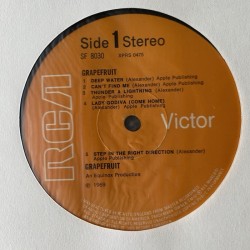 Side 1 Stereo
SF 8030
GRAPEFRUIT
1 DEEP WATER (Alexander) Apple Publishing
2 CAN'T FIND ME (Alexander) Apple Publishing
3 THUNDER & LIGHTNING (Alexander)
Apple Publishing
4 LADY GODIVA (COME HOME)
(Alexander) Apple Publishing
RCA
Victor
5 STEP IN THE RIGHT DIRECTION (Alexander)
Apple Publishing
GRAPEFRUIT
An Equinox Production
℗ 1969